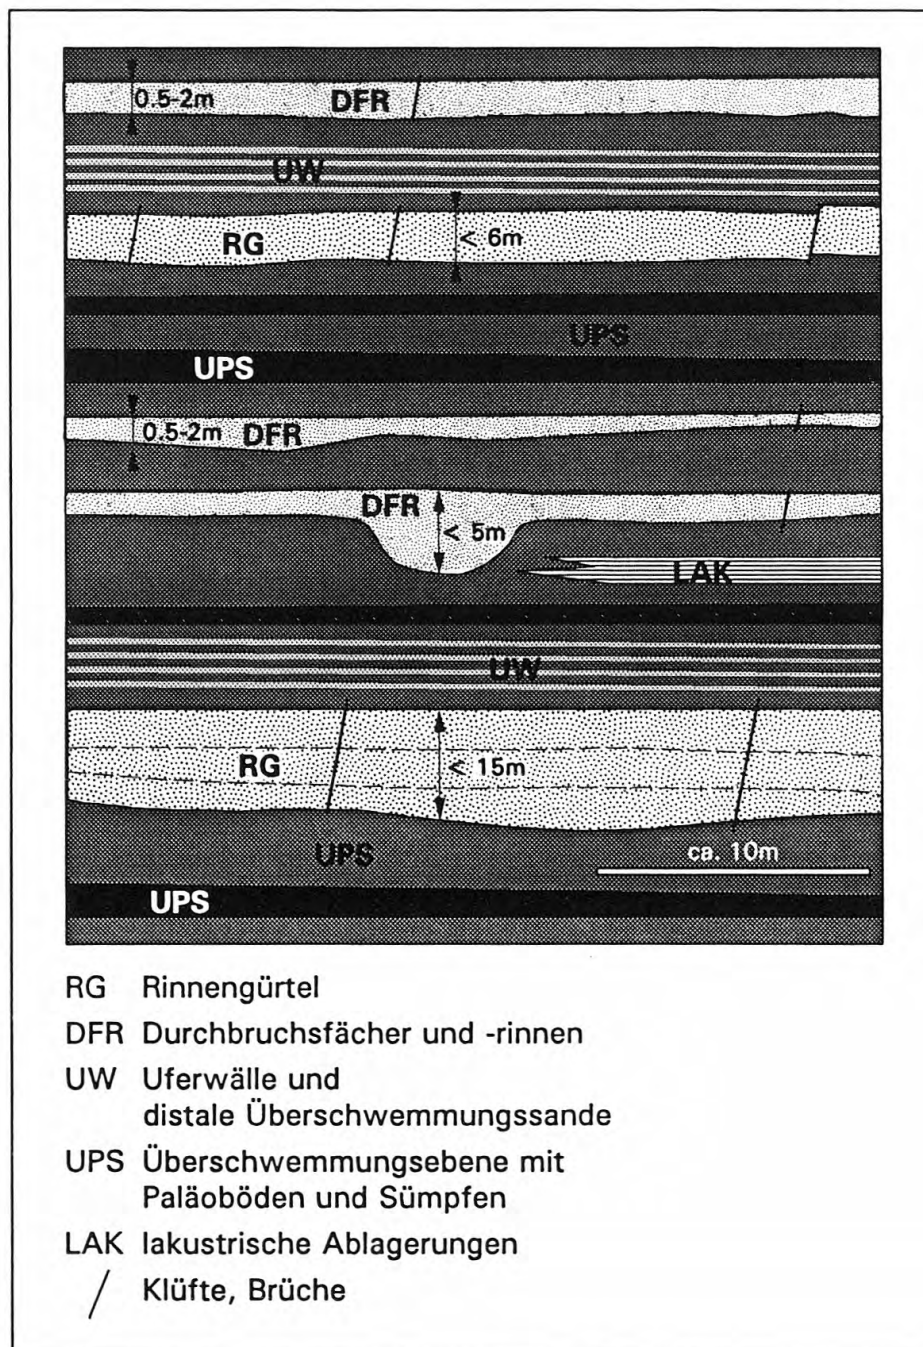 0.5-2m DFR
UW
RG < 6m
UPS
UPS
0.5-2m DFR
DFR
< 5m
LAK
UW
RG < 15m
UPS
ca. 10m
UPS
RG Rinnengürtel
DFR Durchbruchsfächer und -rinnen
UW Uferwälle und
distale Überschwemmungssande
UPS Überschwemmungsebene mit
Paläoböden und Sümpfen
LAK lakustrische Ablagerungen
Klüfte, Brüche